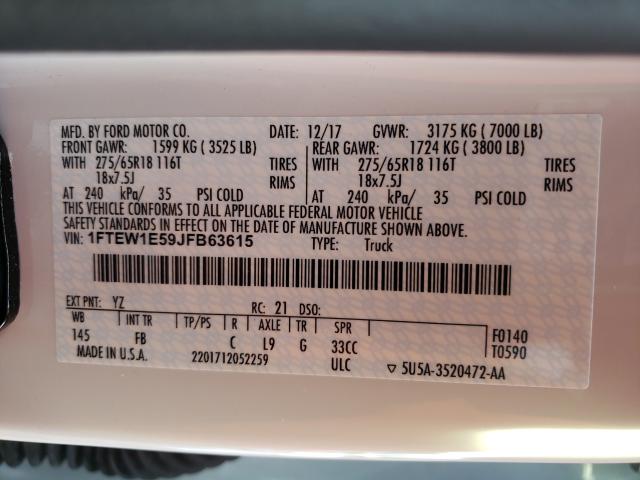 MFD. BY FORD MOTOR CO. DATE: 12/17 GVWR: 3175 KG ( 7000 LB)
FRONT GAWR: 1599 KG ( 3525 LB) REAR GAWR: 1724 KG ( 3800 LB)
WITH 275/65R18 116T TIRES WITH 275/65R18 116T TIRES
18x7.5J RIMS 18x7.5J RIMS
AT 240 kPa/ 35 PSI COLD AT 240 kPa/ 35 PSI COLD
THIS VEHICLE CONFORMS TO ALL APPLICABLE FEDERAL MOTOR VEHICLE
SAFETY STANDARDS IN EFFECT ON THE DATE OF MANUFACTURE SHOWN ABOVE.
VIN: 1FTEW1E59JFB63615 TYPE: Truck
EXT PNT: YZ RC: 21 DSO:
WB INT TR TP/PS R AXLE TR SPR F0140
145 FB C L9 G 33CC T0590
MADE IN U.S.A. 2201712052259 ULC ▽ 5U5A-3520472-AA